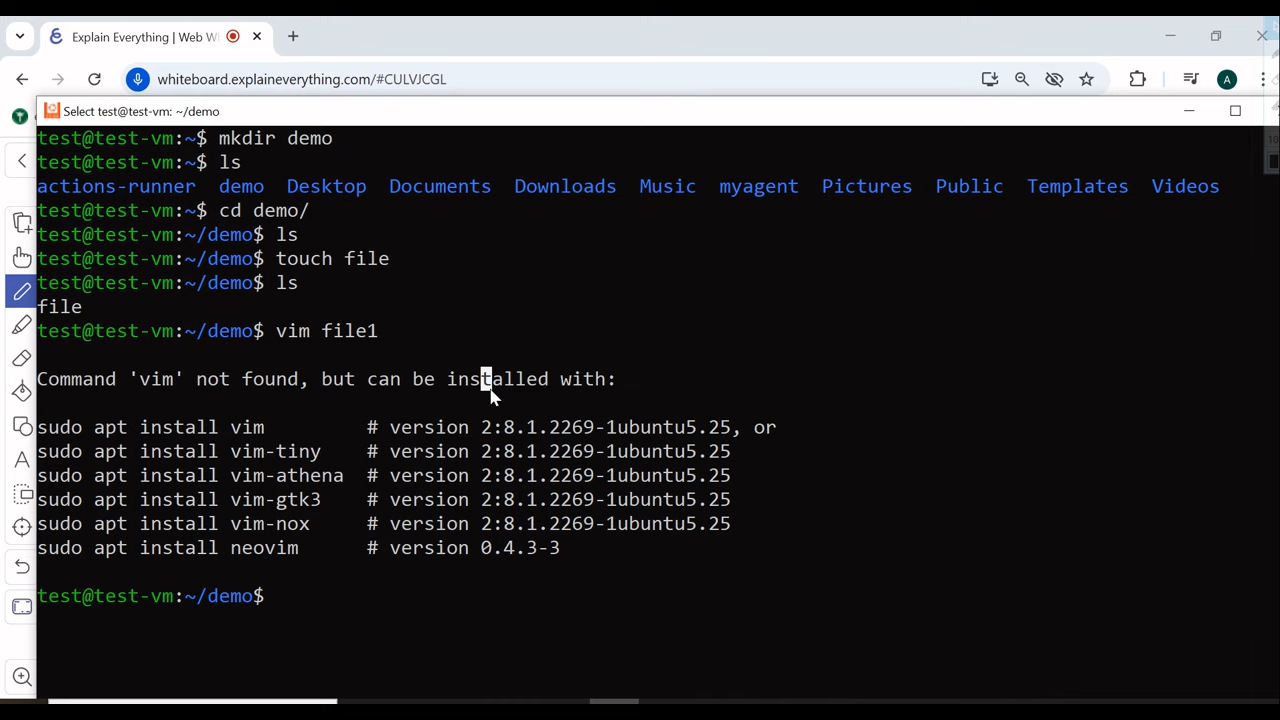 Explain Everything | Web W
whiteboard.explaineverything.com/#CULVJCGL
A
Select test@test-vm: ~/demo
test@test-vm:~$ mkdir demo
test@test-vm:~$ ls
actions-runner demo Desktop Documents Downloads Music myagent Pictures Public Templates Videos
test@test-vm:~$ cd demo/
test@test-vm:~/demo$ ls
test@test-vm:~/demo$ touch file
test@test-vm:~/demo$ ls
file
test@test-vm:~/demo$ vim file1
Command 'vim' not found, but can be installed with:
sudo apt install vim # version 2:8.1.2269-1ubuntu5.25, or
sudo apt install vim-tiny # version 2:8.1.2269-1ubuntu5.25
sudo apt install vim-athena # version 2:8.1.2269-1ubuntu5.25
sudo apt install vim-gtk3 # version 2:8.1.2269-1ubuntu5.25
sudo apt install vim-nox # version 2:8.1.2269-1ubuntu5.25
sudo apt install neovim # version 0.4.3-3
test@test-vm:~/demo$